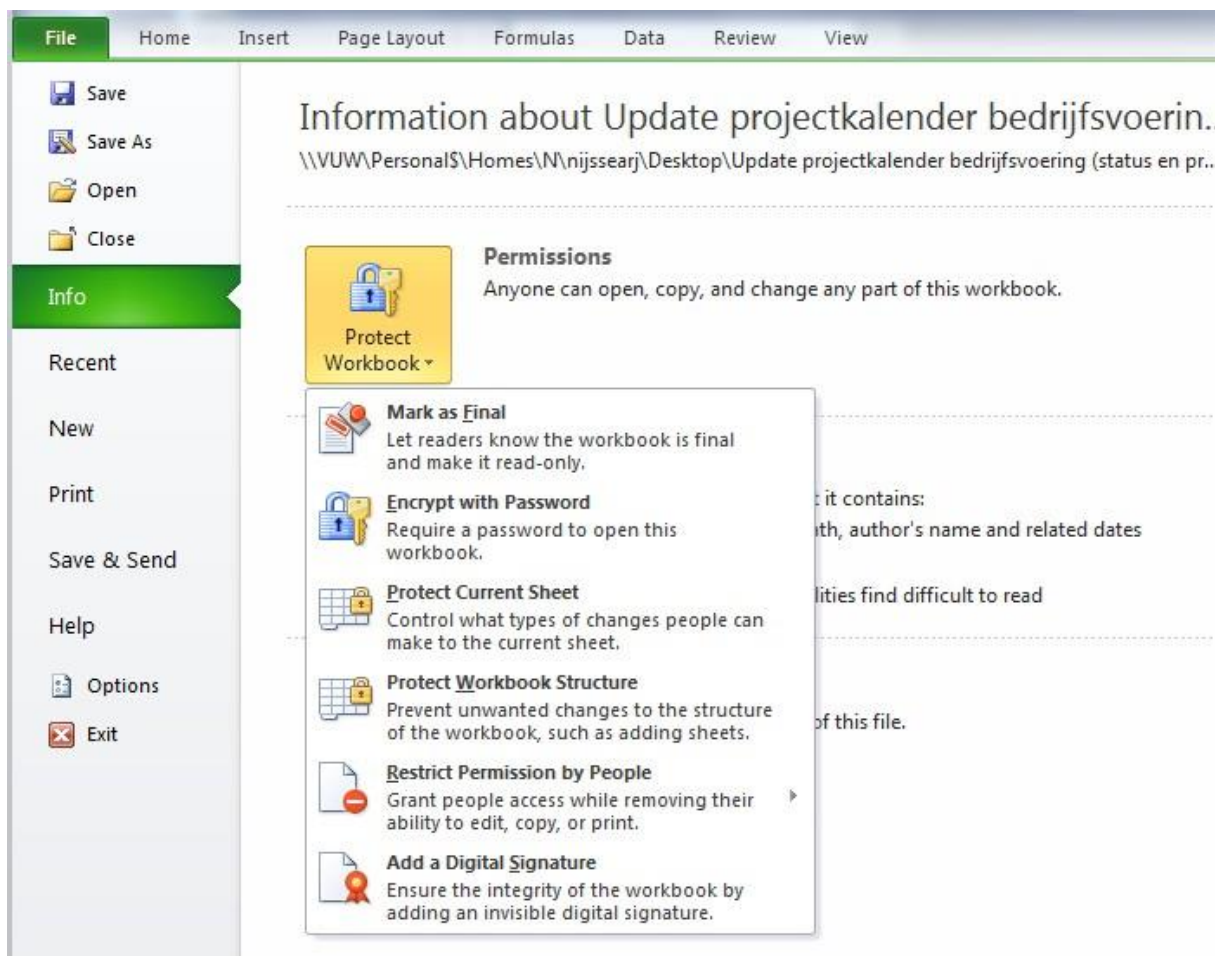 File Home Insert Page Layout Formulas Data Review View
Save
Save As
Open
Close
Info
Recent
New
Print
Save & Send
Help
Options
Exit
Information about Update projectkalender bedrijfsvoerin..
\\VUW\Personal$\Homes\N\nijssearj\Desktop\Update projectkalender bedrijfsvoering (status en pr..
Protect
Workbook
Permissions
Anyone can open, copy, and change any part of this workbook.
Mark as Final
Let readers know the workbook is final
and make it read-only.
Encrypt with Password
Require a password to open this
workbook.
Protect Current Sheet
Control what types of changes people can
make to the current sheet.
Protect Workbook Structure
Prevent unwanted changes to the structure
of the workbook, such as adding sheets.
Restrict Permission by People
Grant people access while removing their
ability to edit, copy, or print.
Add a Digital Signature
Ensure the integrity of the workbook by
adding an invisible digital signature.
it contains:
author's name and related dates
find difficult to read
of this file.